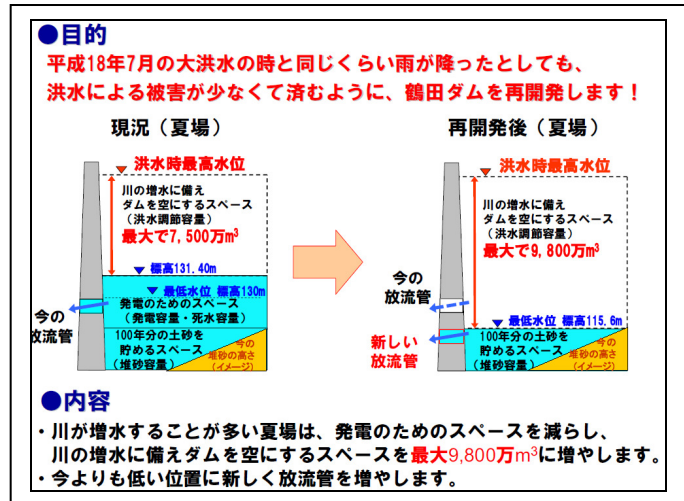 ●目的
平成18年7月の大洪水の時と同じくらい雨が降ったとしても、
洪水による被害が少なくて済むように、鶴田ダムを再開発します！
現況（夏場）
洪水時最高水位
川の増水に備え
ダムを空にするスペース
（洪水調節容量）
最大で7,500万m³
標高131.40m
最低水位 標高130m
発電のためのスペース
（発電容量・死水容量）
今の
放流管
100年分の土砂を
貯めるスペース
（堆砂容量）
今の
堆砂の高さ
（イメージ）
再開発後（夏場）
洪水時最高水位
川の増水に備え
ダムを空にするスペース
（洪水調節容量）
最大で9,800万m³
今の
放流管
最低水位 標高115.6m
新しい
放流管
100年分の土砂を
貯めるスペース
（堆砂容量）
今の
堆砂の高さ
（イメージ）
●内容
・川が増水することが多い夏場は、発電のためのスペースを減らし、
川の増水に備えダムを空にするスペースを最大9,800万m³に増やします。
・今よりも低い位置に新しく放流管を増やします。